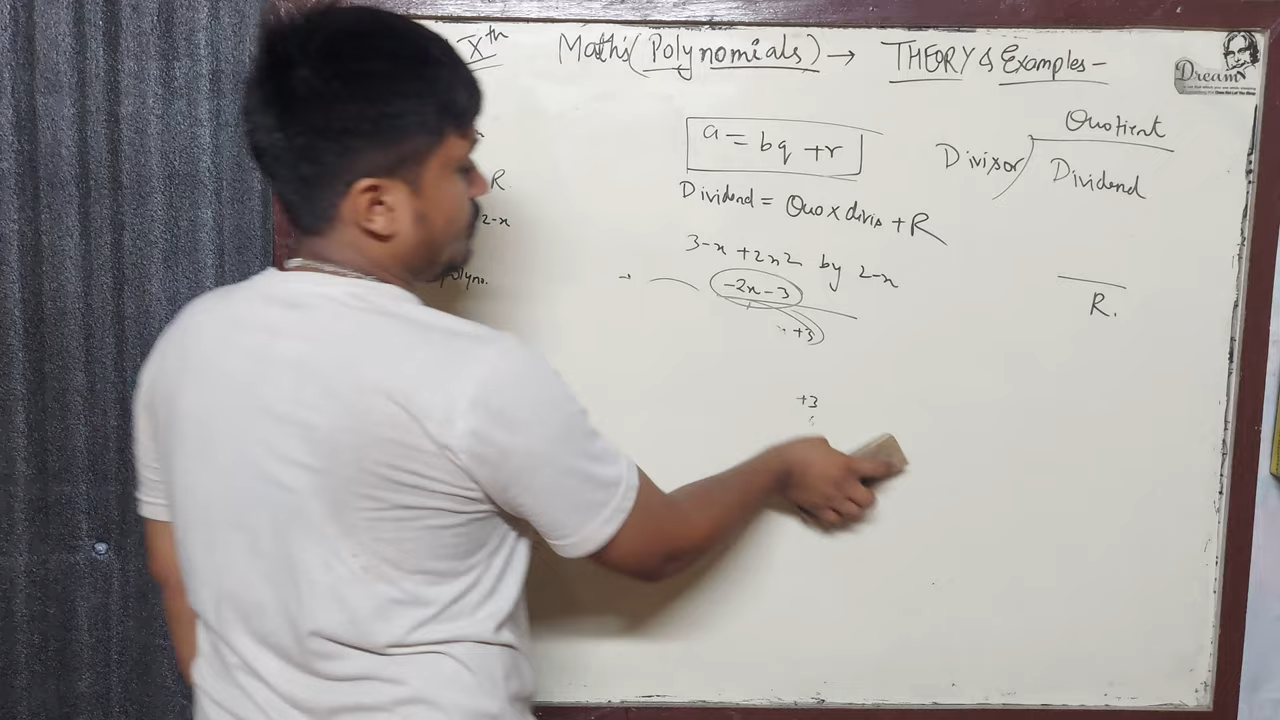 Xth Maths (Polynomials) → THEORY & Examples -
Dream
Quotient
a = bq + r
Divisor Dividend
R.
Dividend = Quo x divis + R
2-x
3-x+2x2 by 2-x
polyno.
→ -2x-3
R.
+3
+3